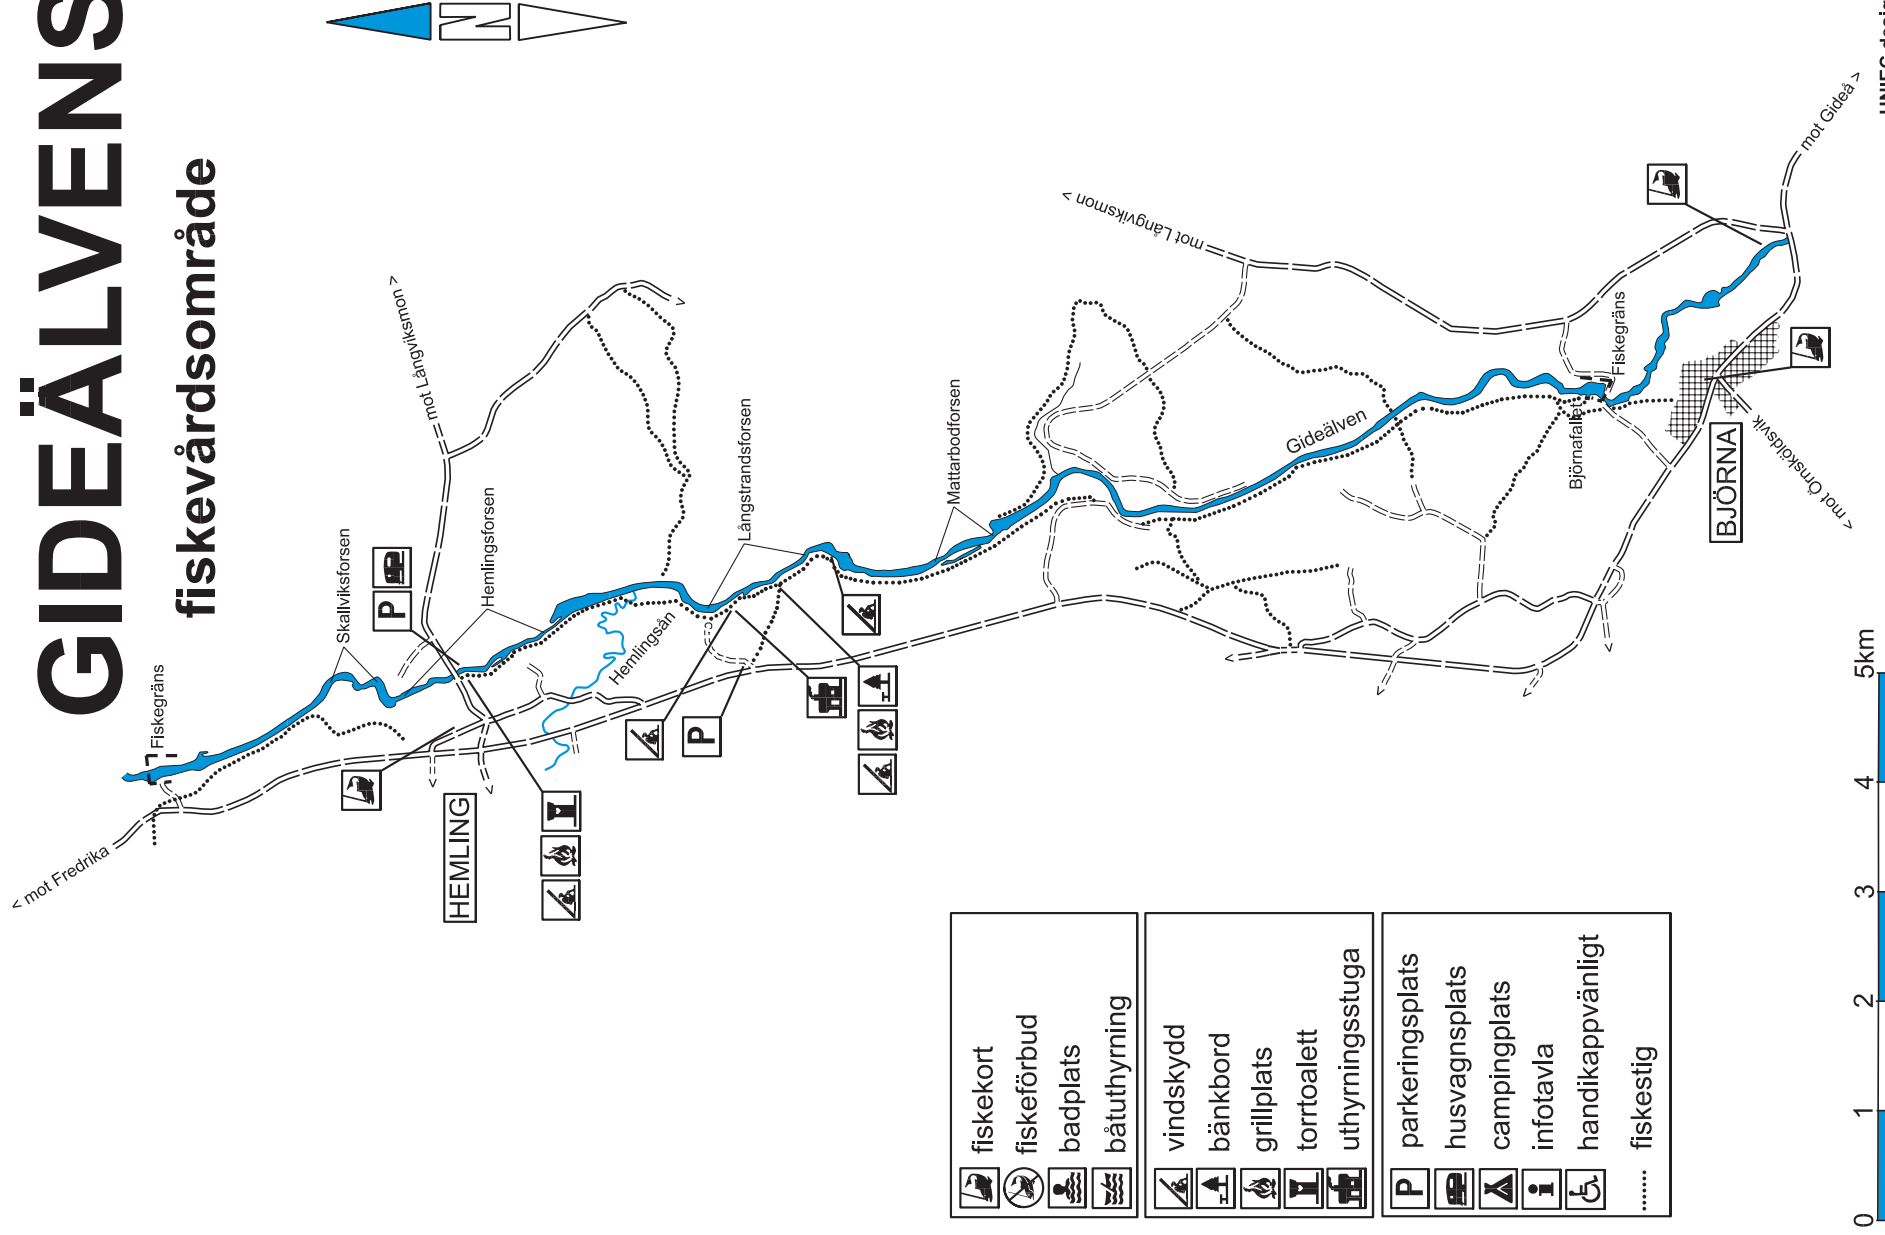 GIDEÄLVENS
fiskevårdsområde
N
< mot Fredrika
Fiskegräns
Skallviksforsen
P
mot Långviksmon >
Hemlingsforsen
HEMLING
Hemlingsån
P
Långstrandsforsen
Mattarbodforsen
mot Långviksmon >
Gideälven
Björnafallet
Fiskegräns
BJÖRNA
< mot Örnsköldsvik
mot Gideå >
fiskekort
fiskeförbud
badplats
båtuthyrning
vindskydd
bänkbord
grillplats
torrtoalett
uthyrningsstuga
P parkeringsplats
husvagnsplats
campingplats
i infotavla
handikappvänligt
fiskestig
0 1 2 3 4 5km